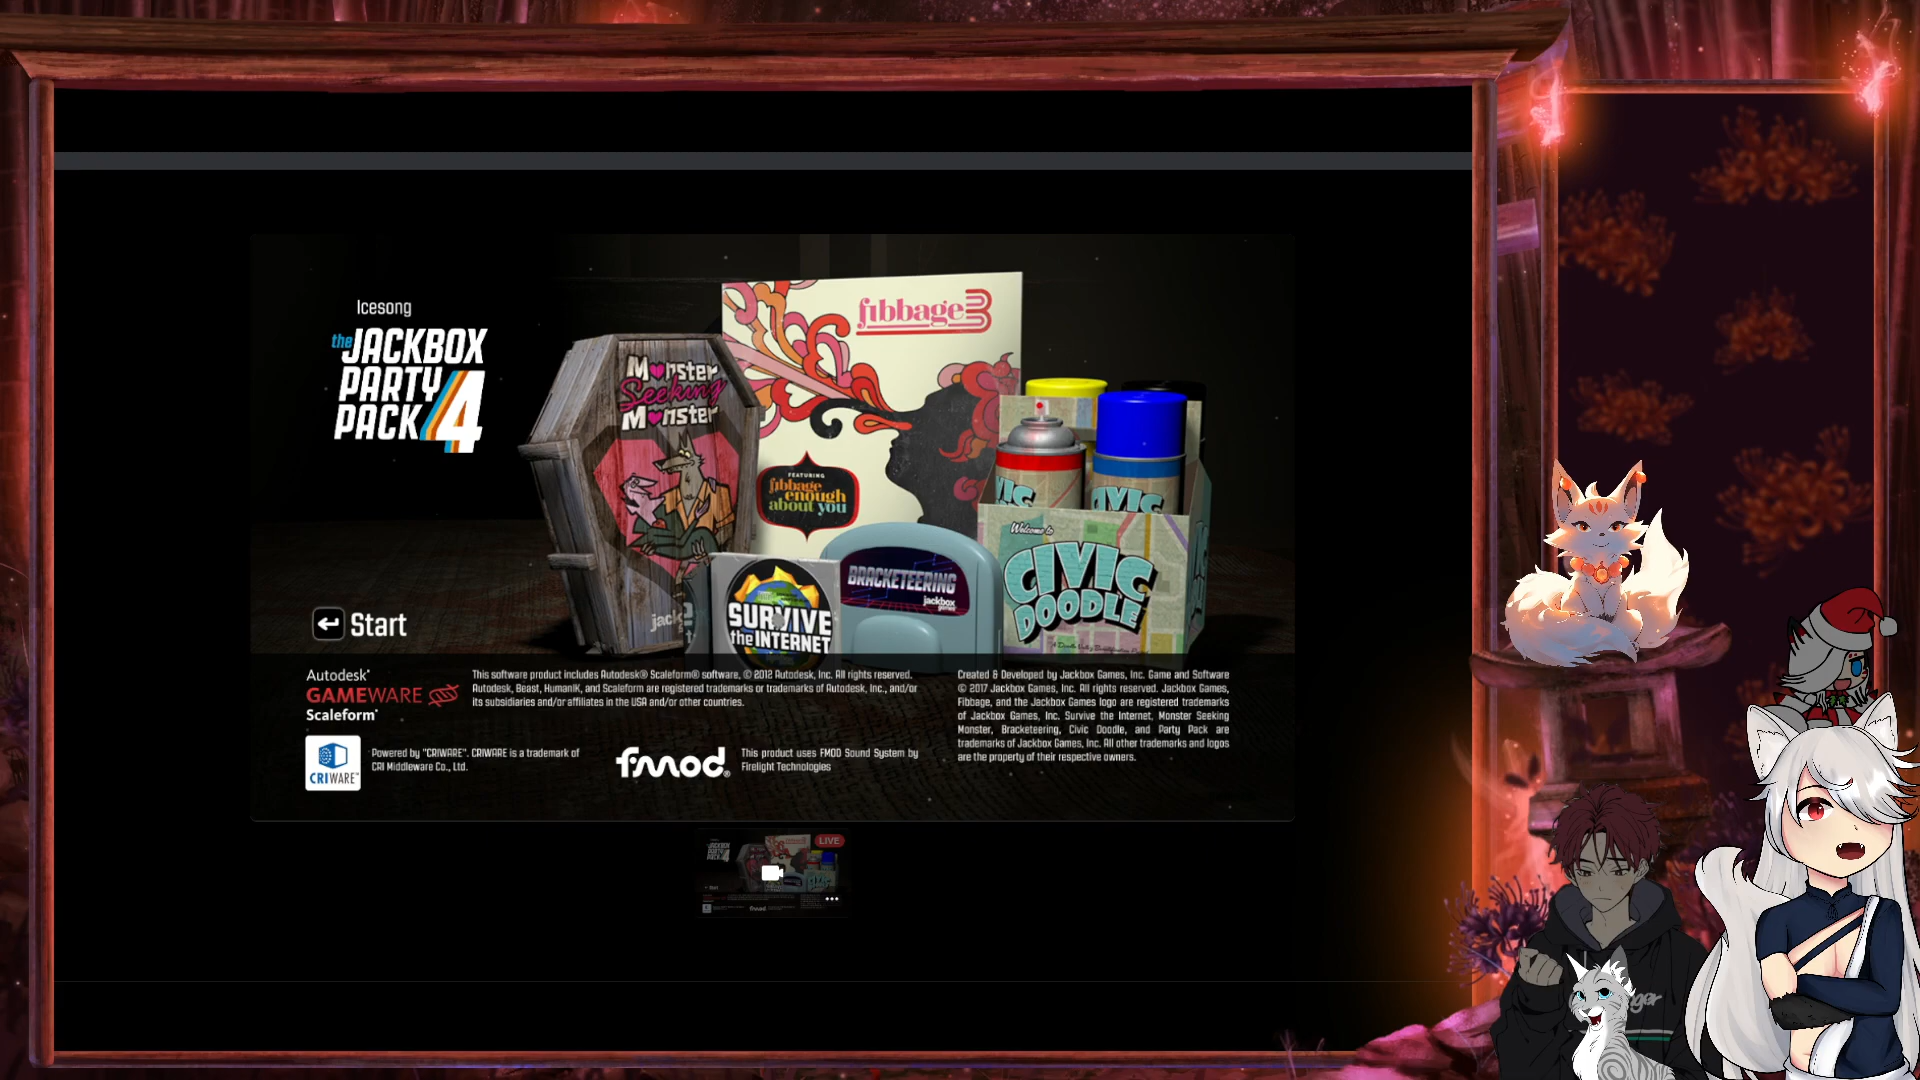 Icesong
the JACKBOX
PARTY
PACK 4
Monster
Seeking
Monster
fibbage 3
FEATURING
fibbage
enough
about you
Welcome to
CIVIC
DOODLE
SURVIVE
the INTERNET
BRACKETEERING
jackbox
games
Start
Autodesk®
GAMEWARE
Scaleform®
This software product includes Autodesk® Scaleform® software, © 2012 Autodesk, Inc. All rights reserved.
Autodesk, Beast, HumanIK, and Scaleform are registered trademarks or trademarks of Autodesk, Inc., and/or
its subsidiaries and/or affiliates in the USA and/or other countries.
CRIWARE™
Powered by "CRIWARE". CRIWARE is a trademark of
CRI Middleware Co., Ltd.
fmod®
This product uses FMOD Sound System by
Firelight Technologies
Created & Developed by Jackbox Games, Inc. Game and Software
© 2017 Jackbox Games, Inc. All rights reserved. Jackbox Games,
Fibbage, and the Jackbox Games logo are registered trademarks
of Jackbox Games, Inc. Survive the Internet, Monster Seeking
Monster, Bracketeering, Civic Doodle, and Party Pack are
trademarks of Jackbox Games, Inc. All other trademarks and logos
are the property of their respective owners.
LIVE